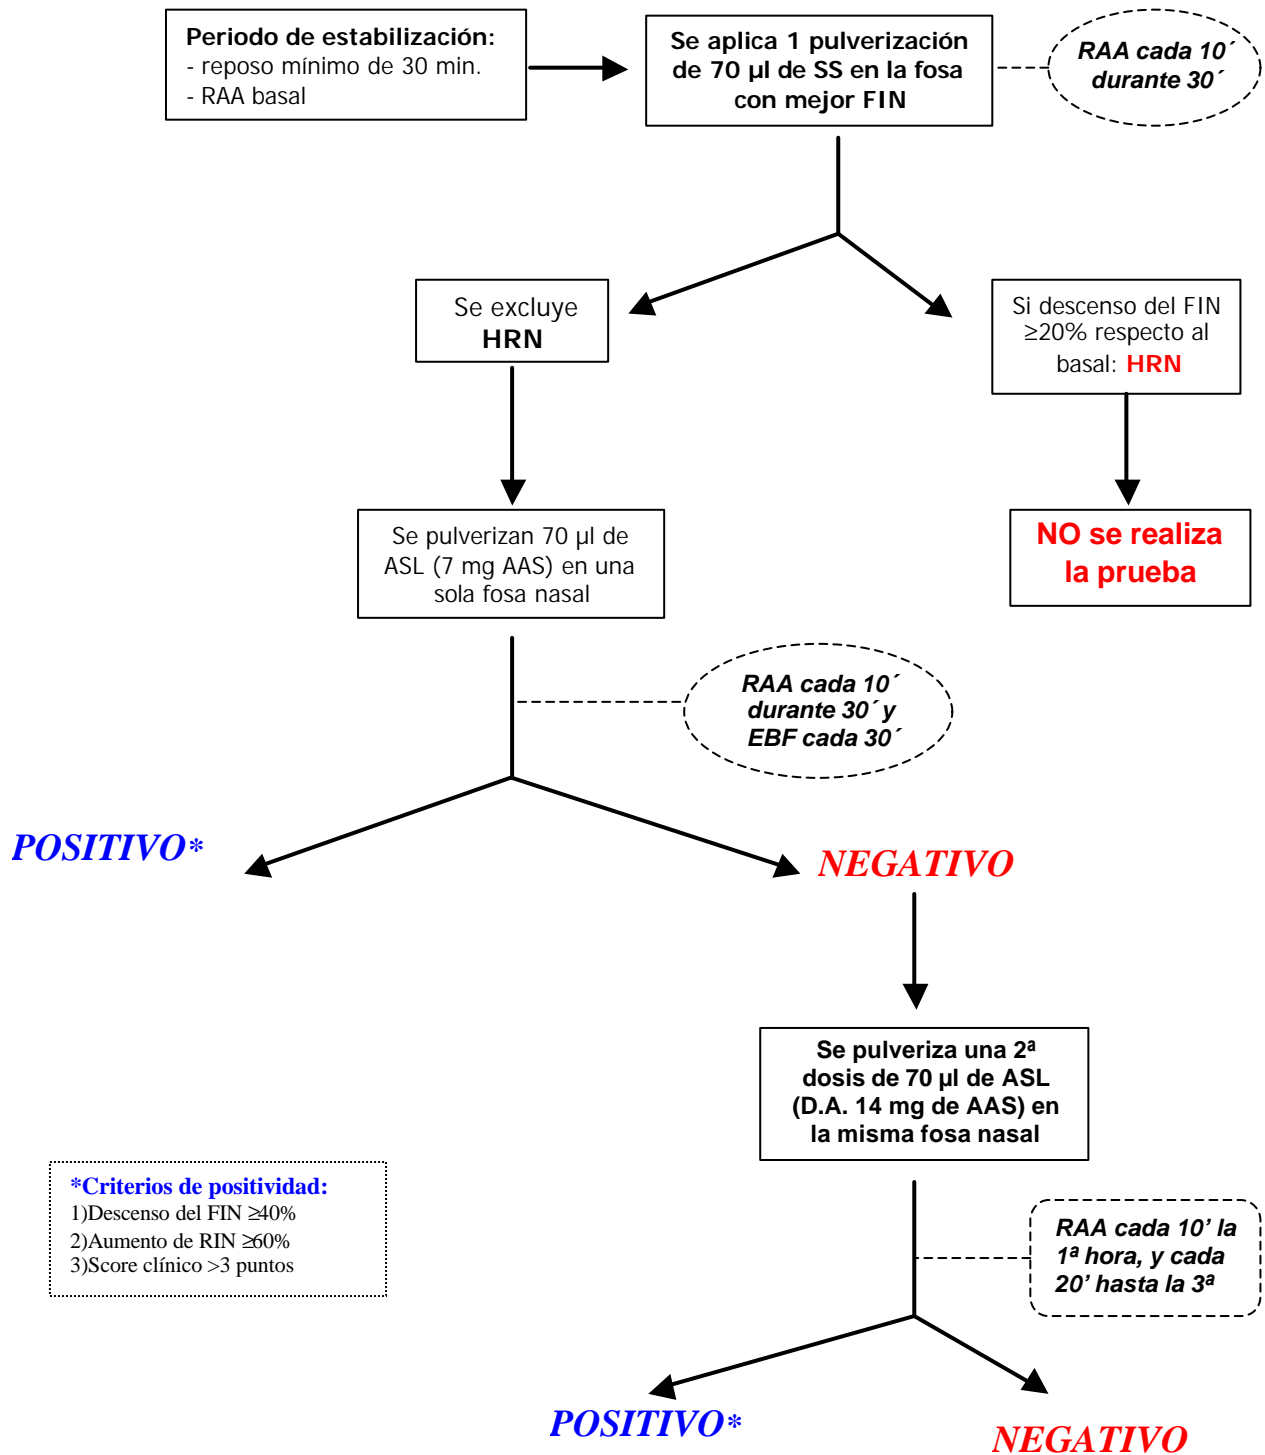 Periodo de estabilización:
- reposo mínimo de 30 min.
- RAA basal
Se aplica 1 pulverización
de 70 µl de SS en la fosa
con mejor FIN
RAA cada 10´
durante 30´
Se excluye
HRN
Si descenso del FIN
≥20% respecto al
basal: HRN
Se pulverizan 70 µl de
ASL (7 mg AAS) en una
sola fosa nasal
NO se realiza
la prueba
RAA cada 10´
durante 30´ y
EBF cada 30´
POSITIVO*
NEGATIVO
Se pulveriza una 2ª
dosis de 70 µl de ASL
(D.A. 14 mg de AAS) en
la misma fosa nasal
*Criterios de positividad:
1)Descenso del FIN ≥40%
2)Aumento de RIN ≥60%
3)Score clínico >3 puntos
RAA cada 10’ la
1ª hora, y cada
20’ hasta la 3ª
POSITIVO*
NEGATIVO